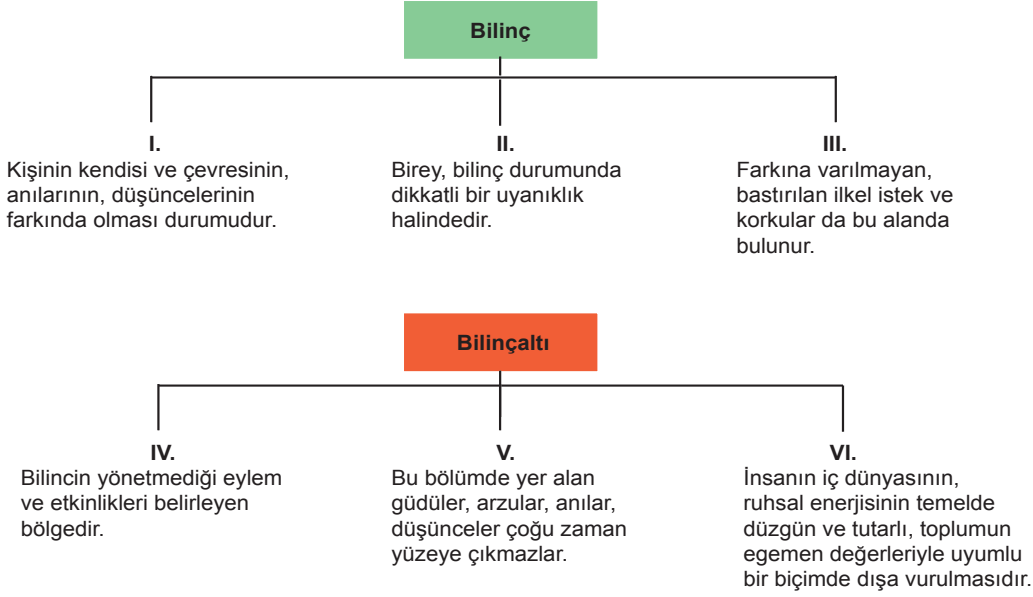 Bilinç
I.
Kişinin kendisi ve çevresinin,
anılarının, düşüncelerinin
farkında olması durumudur.
II.
Birey, bilinç durumunda
dikkatli bir uyanıklık
halindedir.
III.
Farkına varılmayan,
bastırılan ilkel istek ve
korkular da bu alanda
bulunur.
Bilinçaltı
IV.
Bilincin yönetmediği eylem
ve etkinlikleri belirleyen
bölgedir.
V.
Bu bölümde yer alan
güdüler, arzular, anılar,
düşünceler çoğu zaman
yüzeye çıkmazlar.
VI.
İnsanın iç dünyasının,
ruhsal enerjisinin temelde
düzgün ve tutarlı, toplumun
egemen değerleriyle uyumlu
bir biçimde dışa vurulmasıdır.